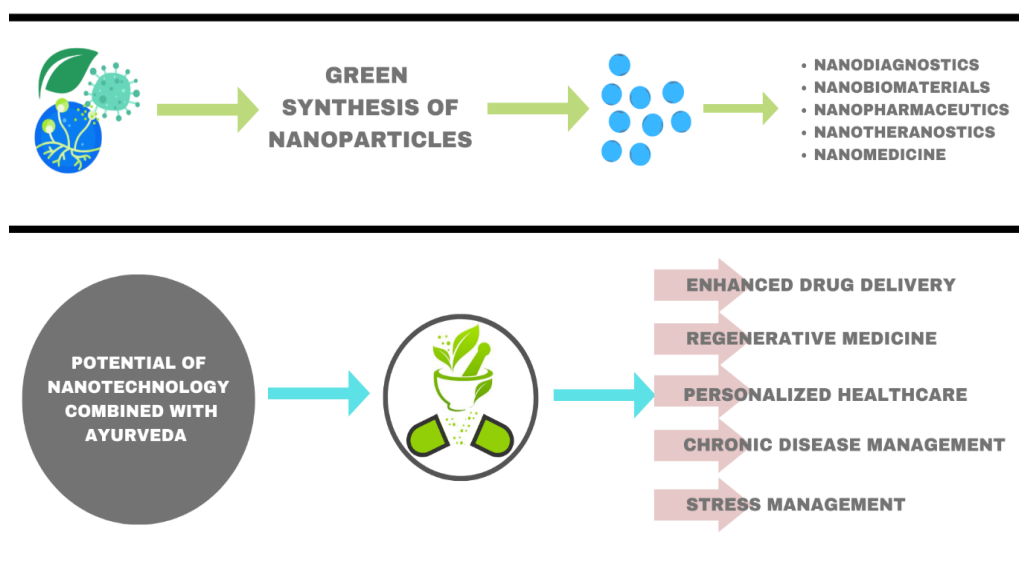 GREEN
SYNTHESIS OF
NANOPARTICLES
• NANODIAGNOSTICS
• NANOBIOMATERIALS
• NANOPHARMACEUTICS
• NANOTHERANOSTICS
• NANOMEDICINE
POTENTIAL OF
NANOTECHNOLOGY
COMBINED WITH
AYURVEDA
ENHANCED DRUG DELIVERY
REGENERATIVE MEDICINE
PERSONALIZED HEALTHCARE
CHRONIC DISEASE MANAGEMENT
STRESS MANAGEMENT